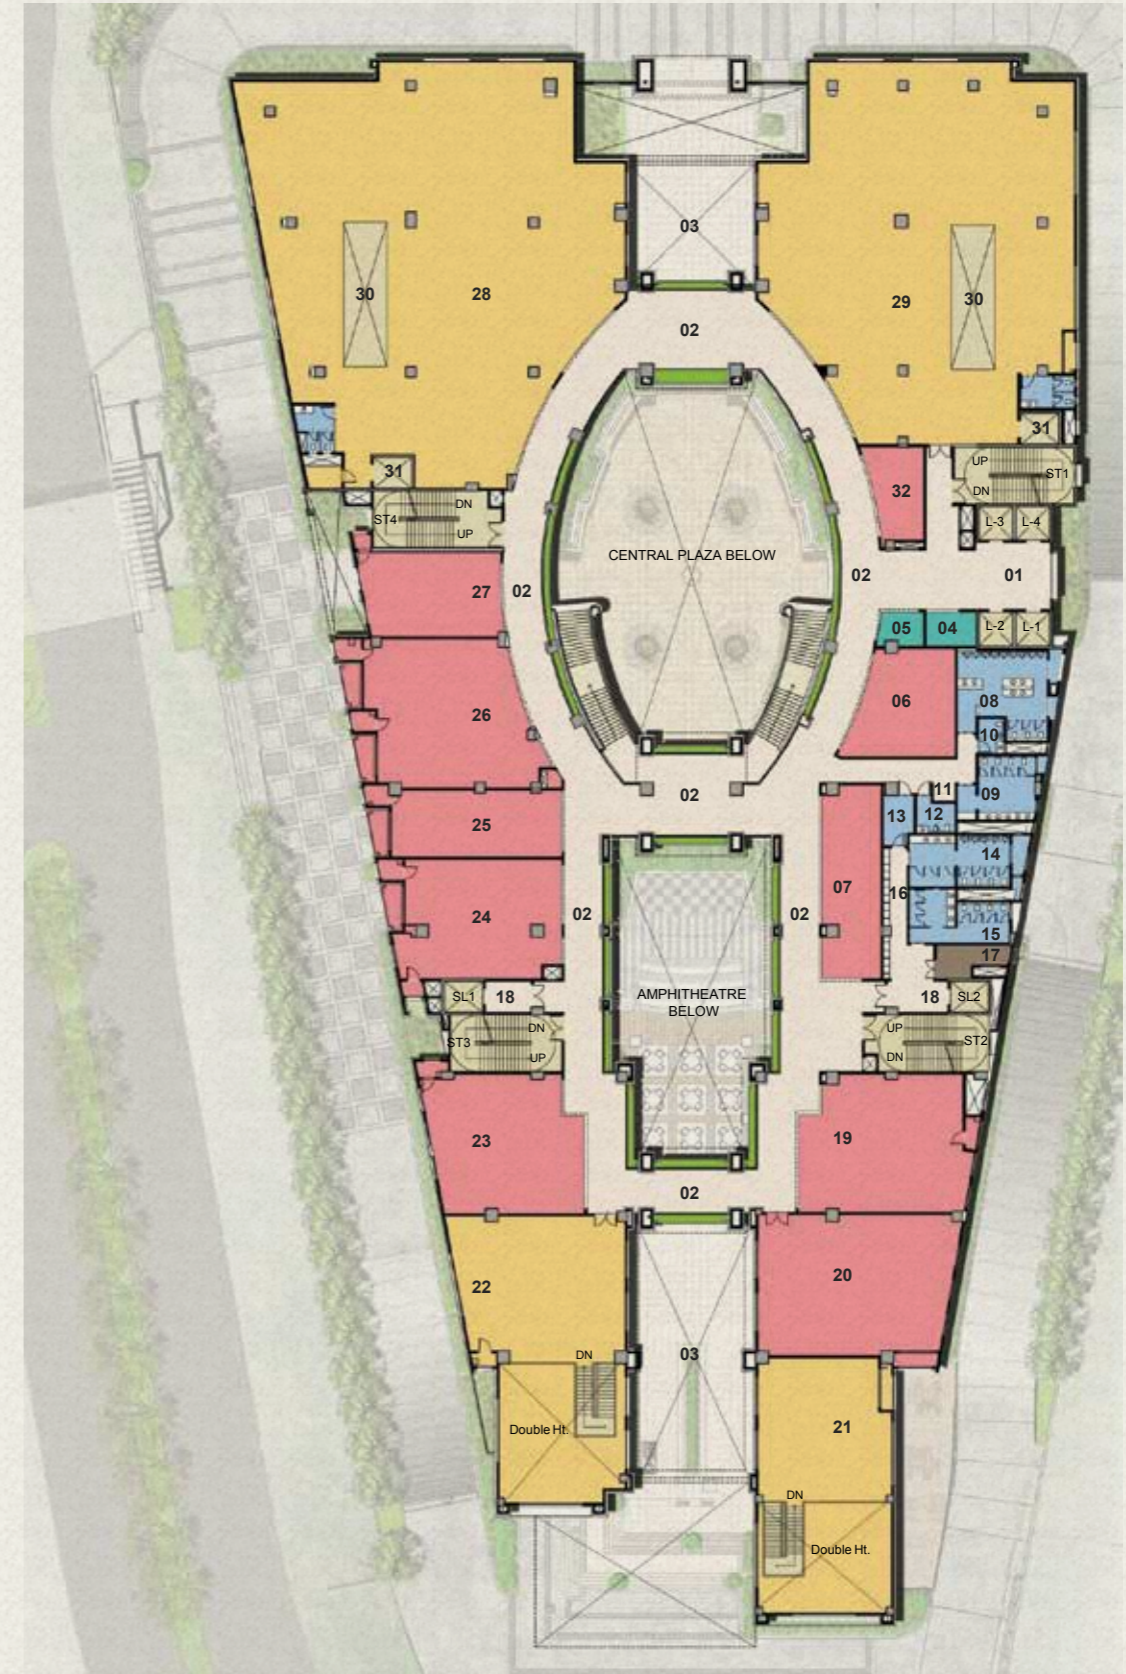 03
30
28
29
30
02
31
31
UP
ST1
DN
32
DN
ST4
UP
L-3
L-4
CENTRAL PLAZA BELOW
02
01
27
02
05
04
L-2
L-1
26
06
08
10
02
11
09
25
13
12
14
07
16
24
02
02
15
17
SL1
18
AMPHITHEATRE
BELOW
18
SL2
DN
ST3
UP
UP
ST2
DN
23
19
02
22
20
DN
03
Double Ht.
21
DN
Double Ht.